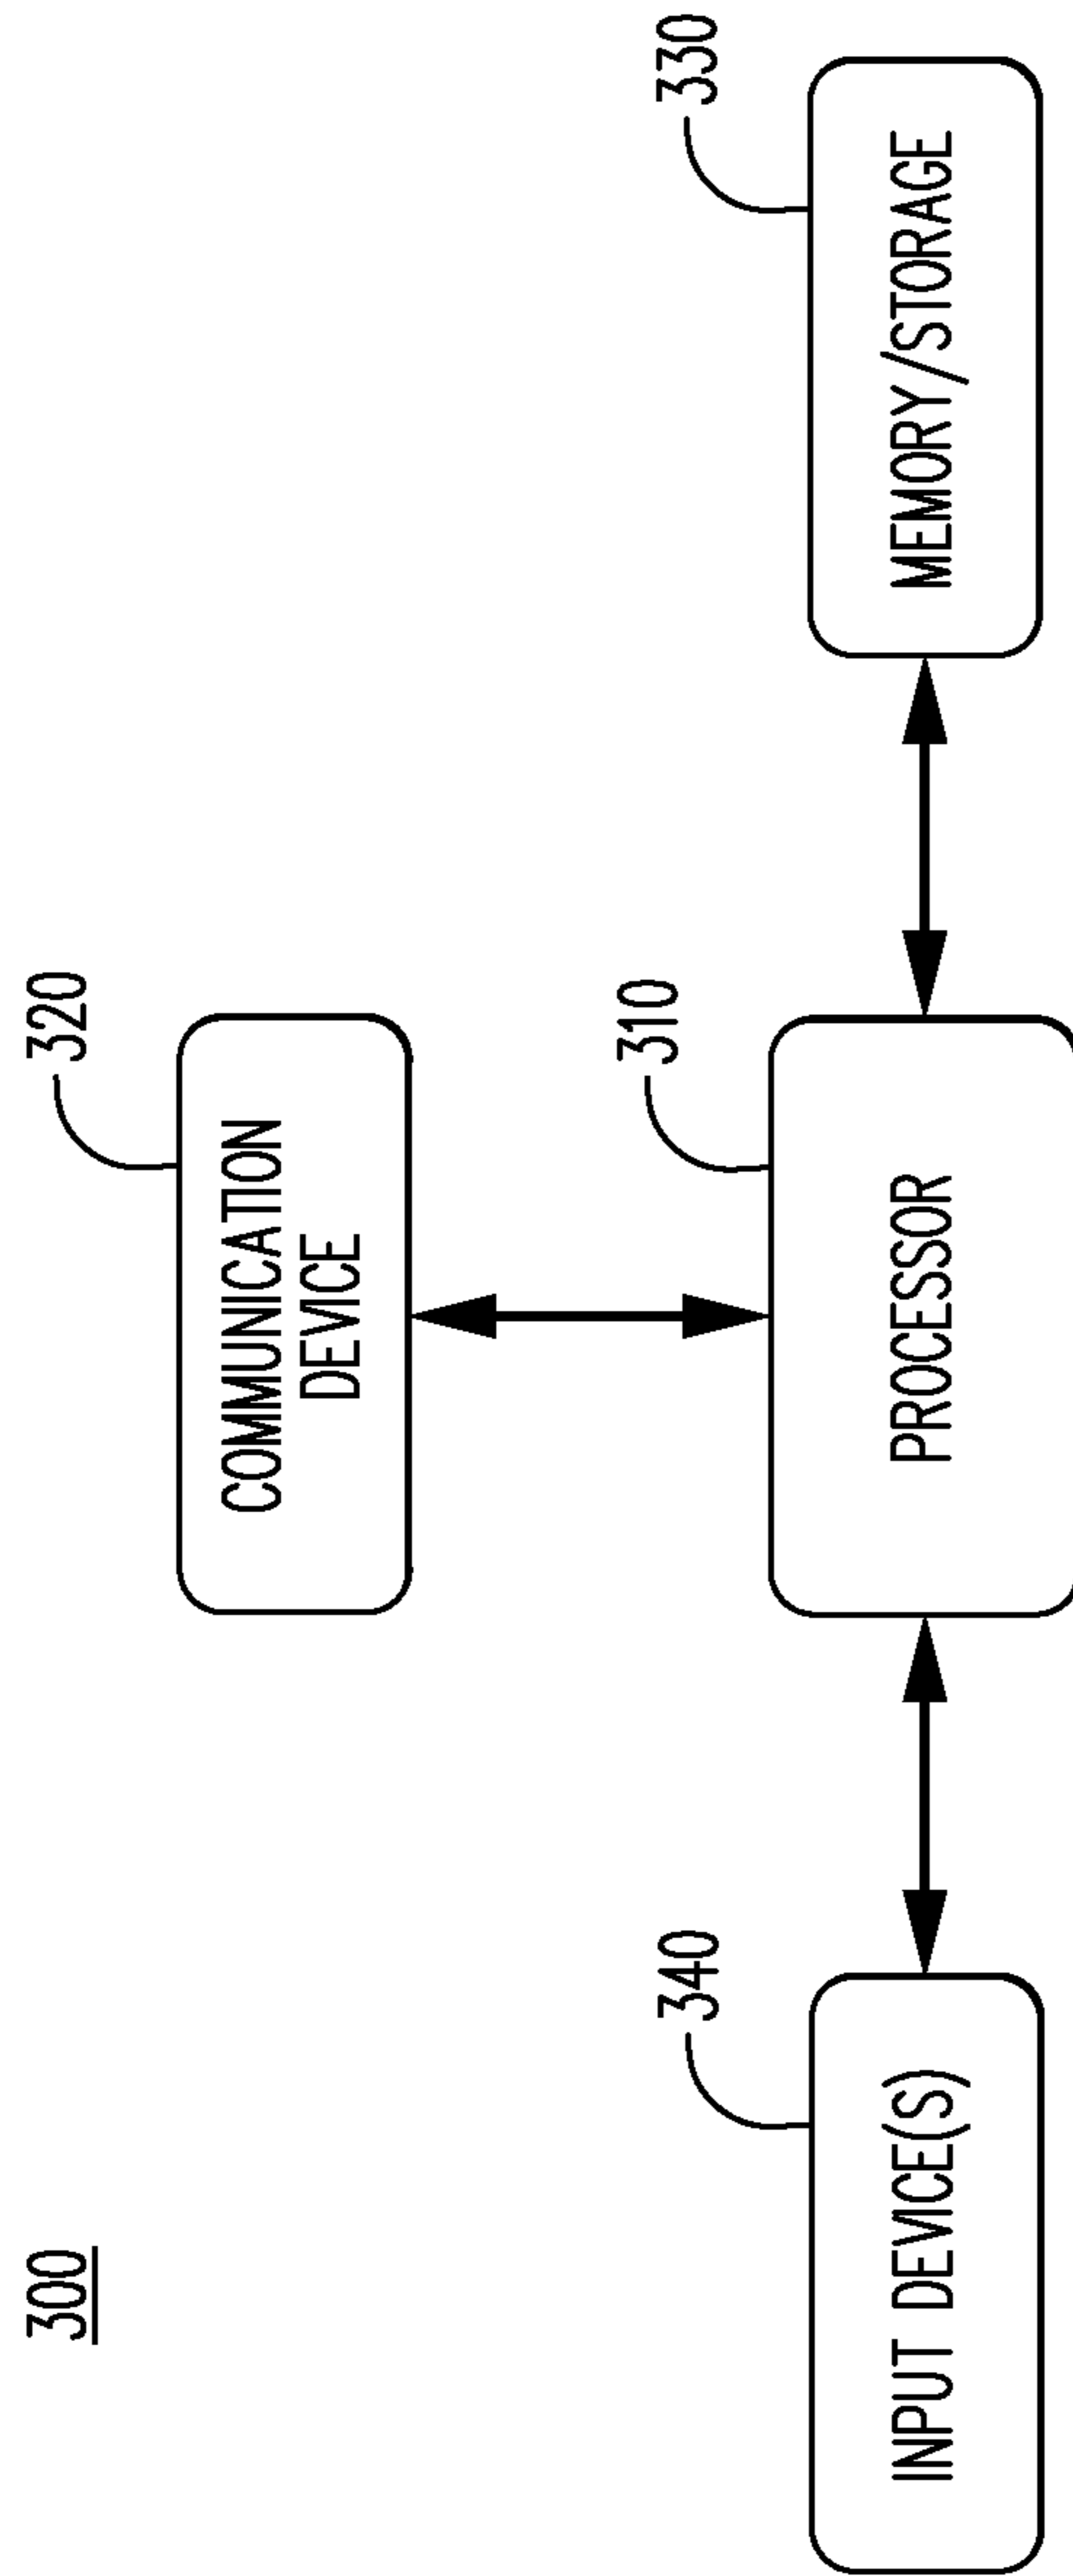 300
320
COMMUNICATION
DEVICE
340
310
330
INPUT DEVICE(S)
PROCESSOR
MEMORY/STORAGE